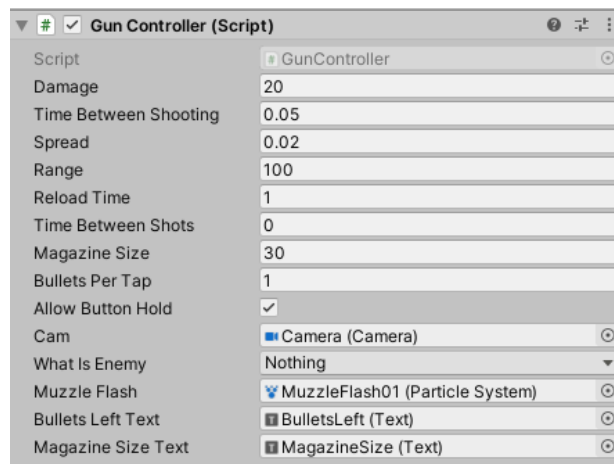 Gun Controller (Script)
Script GunController
Damage 20
Time Between Shooting 0.05
Spread 0.02
Range 100
Reload Time 1
Time Between Shots 0
Magazine Size 30
Bullets Per Tap 1
Allow Button Hold
Cam Camera (Camera)
What Is Enemy Nothing
Muzzle Flash MuzzleFlash01 (Particle System)
Bullets Left Text BulletsLeft (Text)
Magazine Size Text MagazineSize (Text)